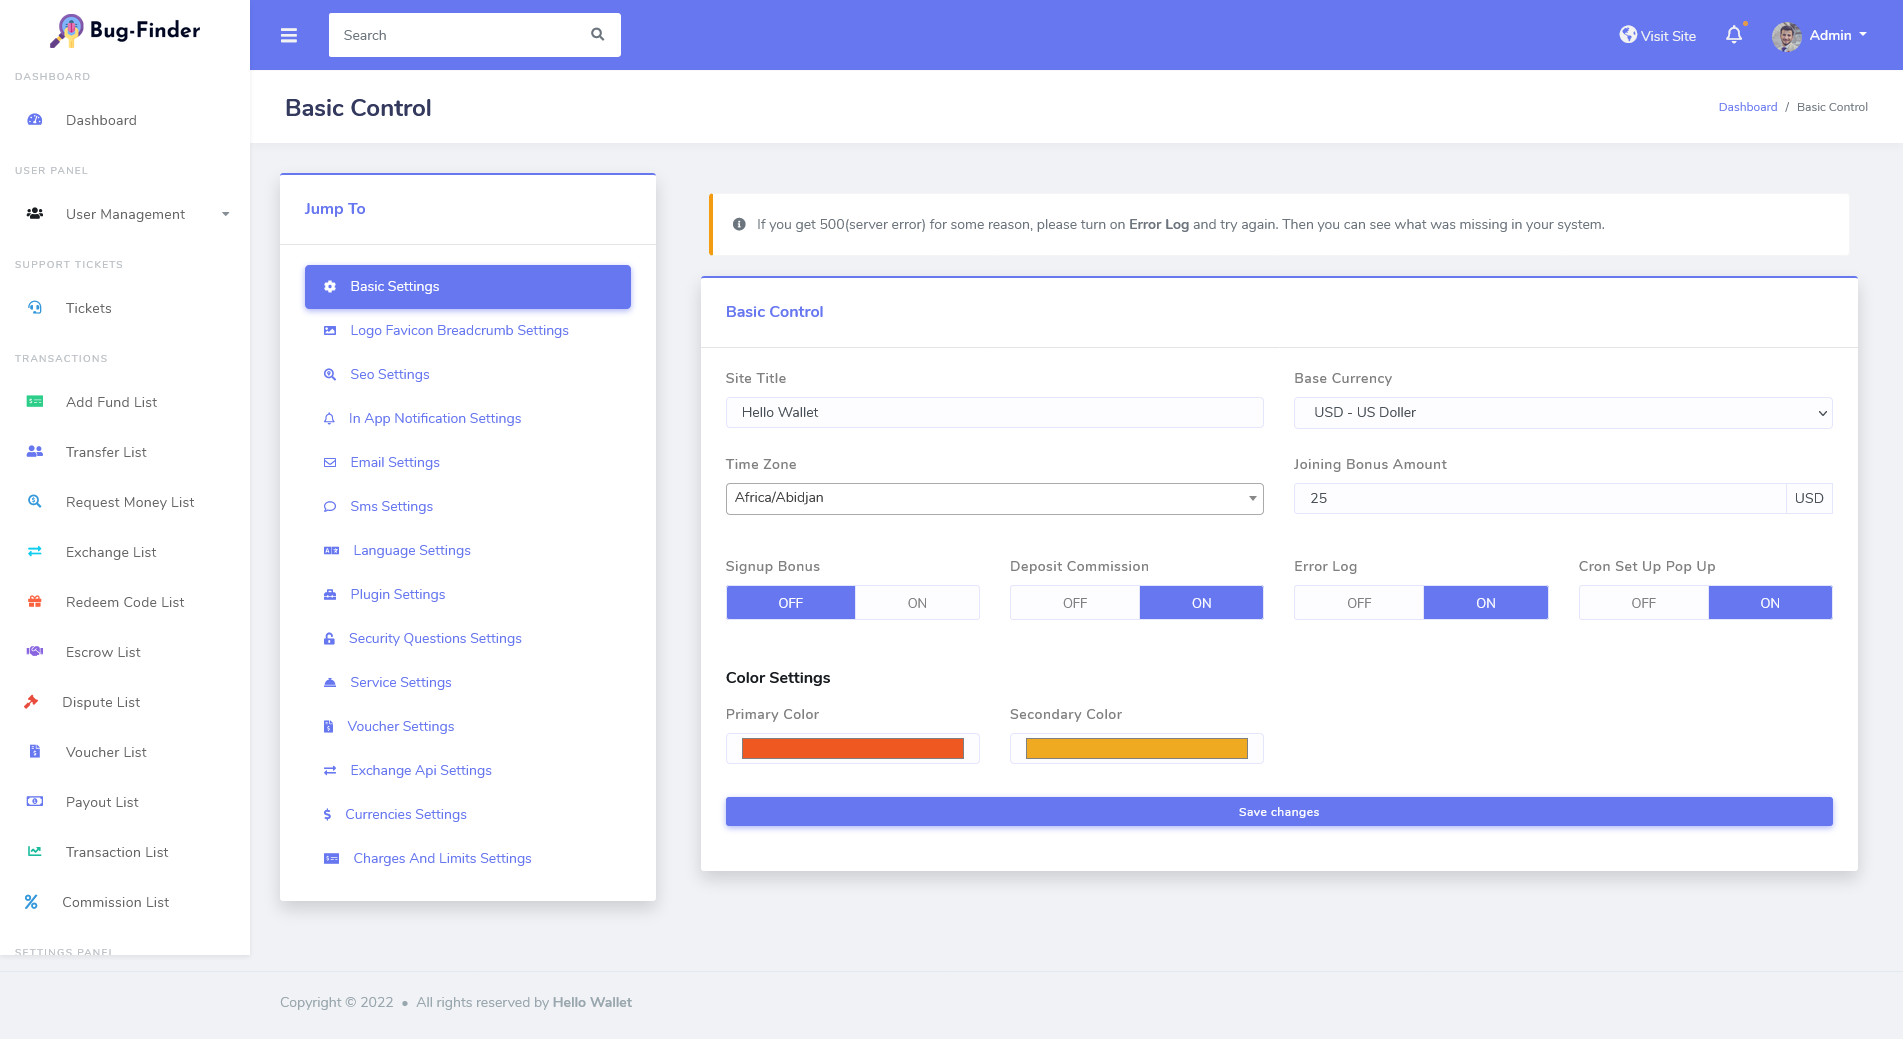 Bug-Finder
Search
Visit Site
Admin
DASHBOARD
Dashboard
USER PANEL
User Management
SUPPORT TICKETS
Tickets
TRANSACTIONS
Add Fund List
Transfer List
Request Money List
Exchange List
Redeem Code List
Escrow List
Dispute List
Voucher List
Payout List
Transaction List
Commission List
SETTINGS PANEL
Basic Control
Dashboard / Basic Control
Jump To
Basic Settings
Logo Favicon Breadcrumb Settings
Seo Settings
In App Notification Settings
Email Settings
Sms Settings
Language Settings
Plugin Settings
Security Questions Settings
Service Settings
Voucher Settings
Exchange Api Settings
Currencies Settings
Charges And Limits Settings
If you get 500(server error) for some reason, please turn on Error Log and try again. Then you can see what was missing in your system.
Basic Control
Site Title
Hello Wallet
Base Currency
USD - US Doller
Time Zone
Africa/Abidjan
Joining Bonus Amount
25 USD
Signup Bonus
OFF ON
Deposit Commission
OFF ON
Error Log
OFF ON
Cron Set Up Pop Up
OFF ON
Color Settings
Primary Color
Secondary Color
Save changes
Copyright © 2022 • All rights reserved by Hello Wallet